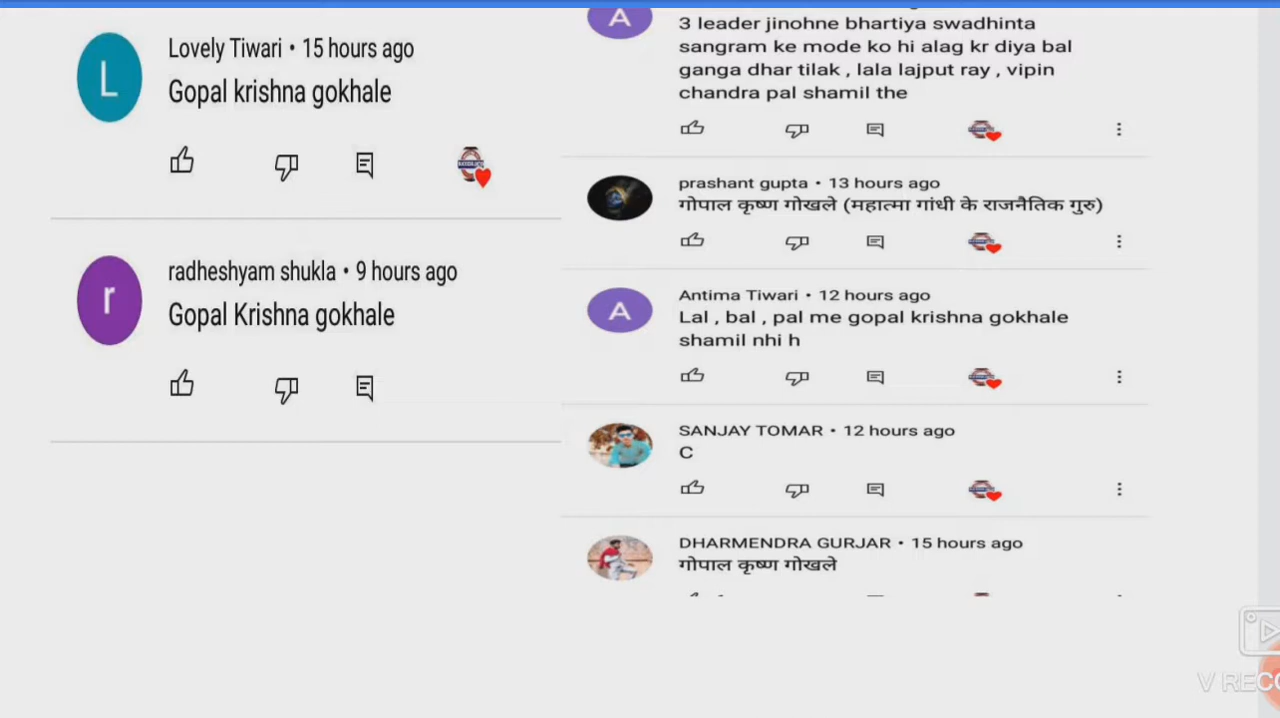 Lovely Tiwari • 15 hours ago
Gopal krishna gokhale
radheshyam shukla • 9 hours ago
Gopal Krishna gokhale
3 leader jinohne bhartiya swadhinta
sangram ke mode ko hi alag kr diya bal
ganga dhar tilak , lala lajput ray , vipin
chandra pal shamil the
prashant gupta • 13 hours ago
गोपाल कृष्ण गोखले (महात्मा गांधी के राजनैतिक गुरु)
Antima Tiwari • 12 hours ago
Lal , bal , pal me gopal krishna gokhale
shamil nhi h
SANJAY TOMAR • 12 hours ago
C
DHARMENDRA GURJAR • 15 hours ago
गोपाल कृष्ण गोखले
L
r
A
A
V RECO